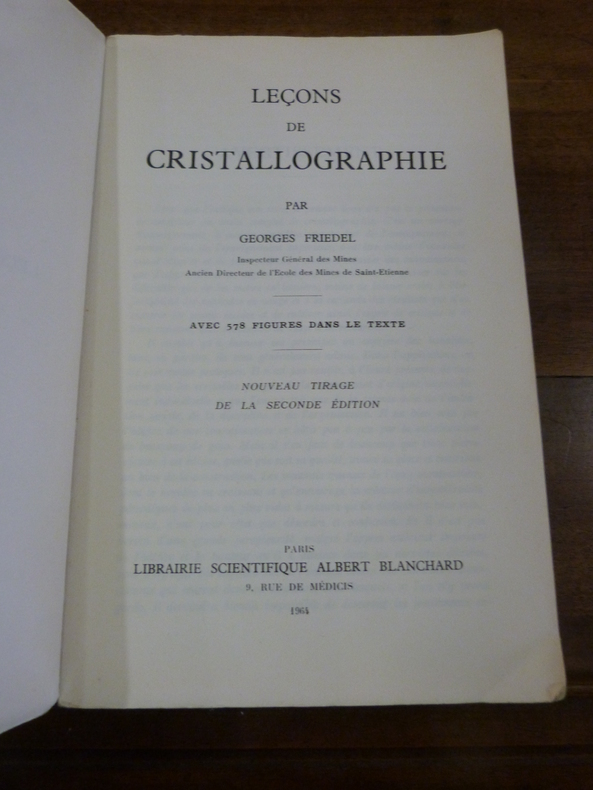 LEÇONS
DE
CRISTALLOGRAPHIE
PAR
GEORGES FRIEDEL
Inspecteur Général des Mines
Ancien Directeur de l'Ecole des Mines de Saint-Etienne
AVEC 578 FIGURES DANS LE TEXTE
NOUVEAU TIRAGE
DE LA SECONDE ÉDITION
PARIS
LIBRAIRIE SCIENTIFIQUE ALBERT BLANCHARD
9, RUE DE MÉDICIS
1964